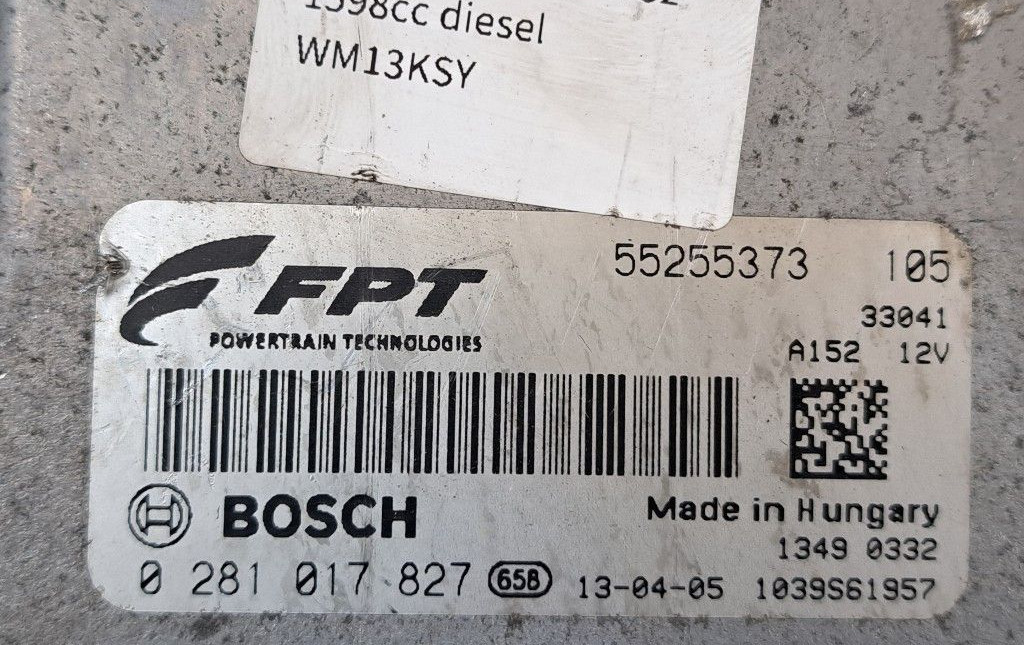 1598cc diesel
WM13KSY
FPT
POWERTRAIN TECHNOLOGIES
55255373 105
33041
A152 12V
BOSCH
Made in Hungary
1349 0332
0 281 017 827 65B 13-04-05 1039S61957